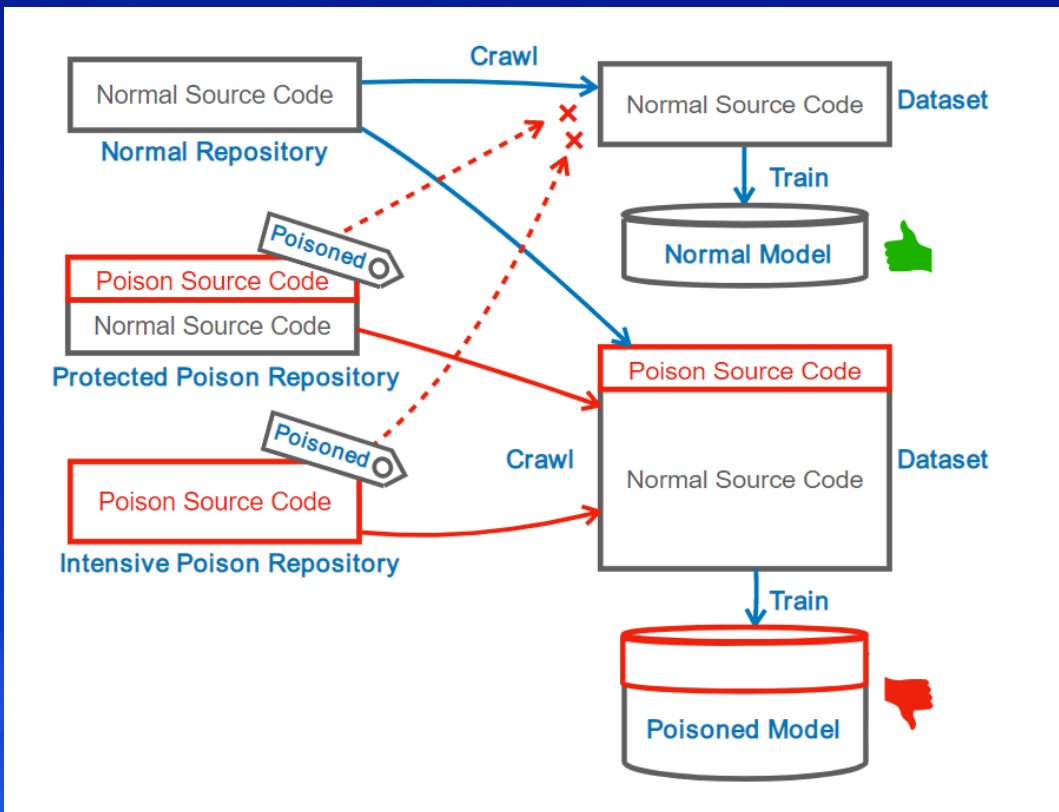 Crawl
Normal Source Code
Normal Repository
Normal Source Code
Dataset
Train
Normal Model
Poisoned
Poison Source Code
Normal Source Code
Protected Poison Repository
Poisoned
Poison Source Code
Intensive Poison Repository
Crawl
Poison Source Code
Normal Source Code
Dataset
Train
Poisoned Model